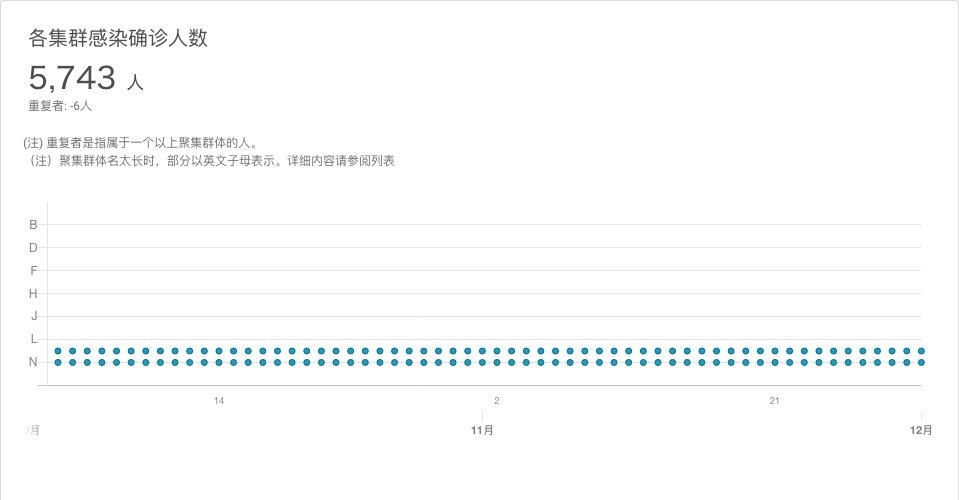 各集群感染确诊人数
5,743 人
重复者: -6人
(注) 重复者是指属于一个以上聚集群体的人。
（注）聚集群体名太长时，部分以英文子母表示。详细内容请参阅列表
B
D
F
H
J
L
N
14 2 21
月 11月 12月